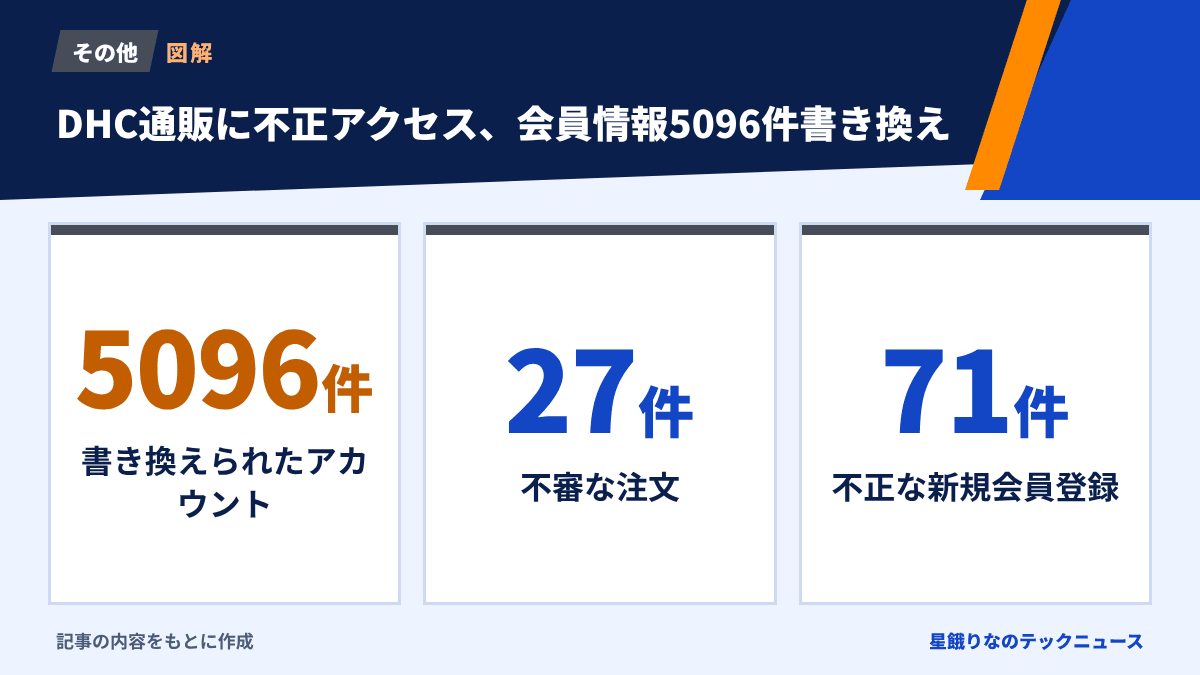 その他 図解
DHC通販に不正アクセス、会員情報5096件書き換え
5096件
書き換えられたアカ
ウント
27件
不審な注文
71件
不正な新規会員登録
記事の内容をもとに作成
星餓りなのテックニュース